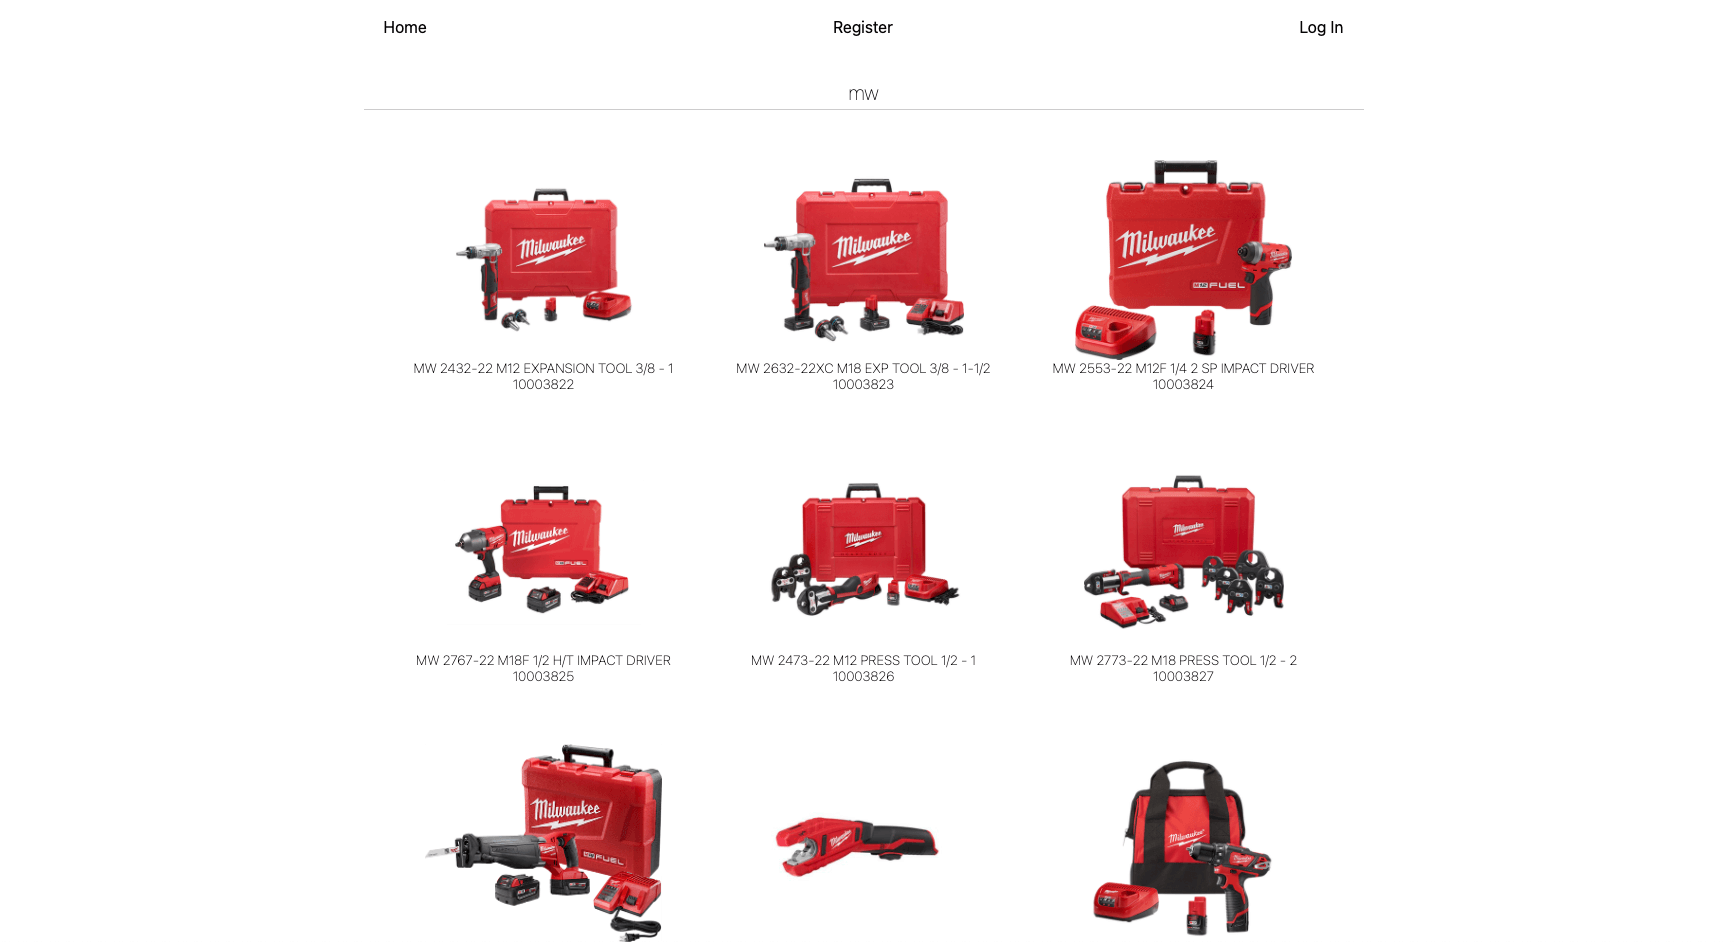 Home
Register
Log In
mw
Milwaukee
Milwaukee
Milwaukee
FUEL
MW 2432-22 M12 EXPANSION TOOL 3/8 - 1
10003822
MW 2632-22XC M18 EXP TOOL 3/8 - 1-1/2
10003823
MW 2553-22 M12F 1/4 2 SP IMPACT DRIVER
10003824
Milwaukee
FUEL
Milwaukee
Milwaukee
MW 2767-22 M18F 1/2 H/T IMPACT DRIVER
10003825
MW 2473-22 M12 PRESS TOOL 1/2 - 1
10003826
MW 2773-22 M18 PRESS TOOL 1/2 - 2
10003827
Milwaukee
FUEL
Milwaukee
Milwaukee